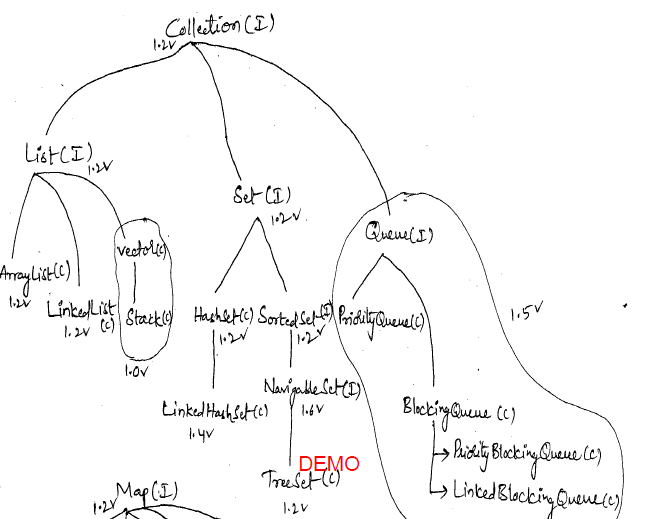 Collection (I)
1.2v
List (I)
1.2v
Set (I)
1.2v
Queue (I)
ArrayList (C)
1.2v
LinkedList
(C)
1.2v
vector (C)
Stack (C)
1.0v
HashSet (C)
1.2v
SortedSet (I)
1.2v
PriorityQueue (C)
1.5v
LinkedHashSet (C)
1.4v
NavigableSet (I)
1.6v
BlockingQueue (C)
PriorityBlockingQueue (C)
LinkedBlockingQueue (C)
DEMO
TreeSet (C)
1.2v
Map (I)
1.2v